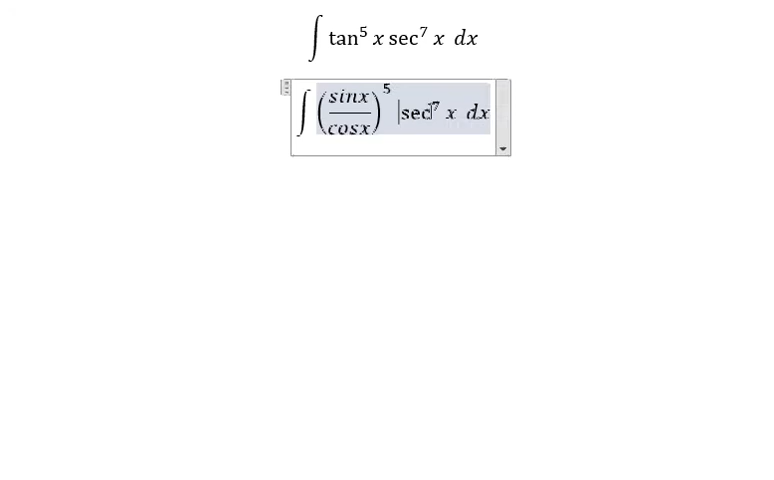 ∫ tan⁵ x sec⁷ x dx
∫ (sinx/cosx)⁵ sec⁷ x dx